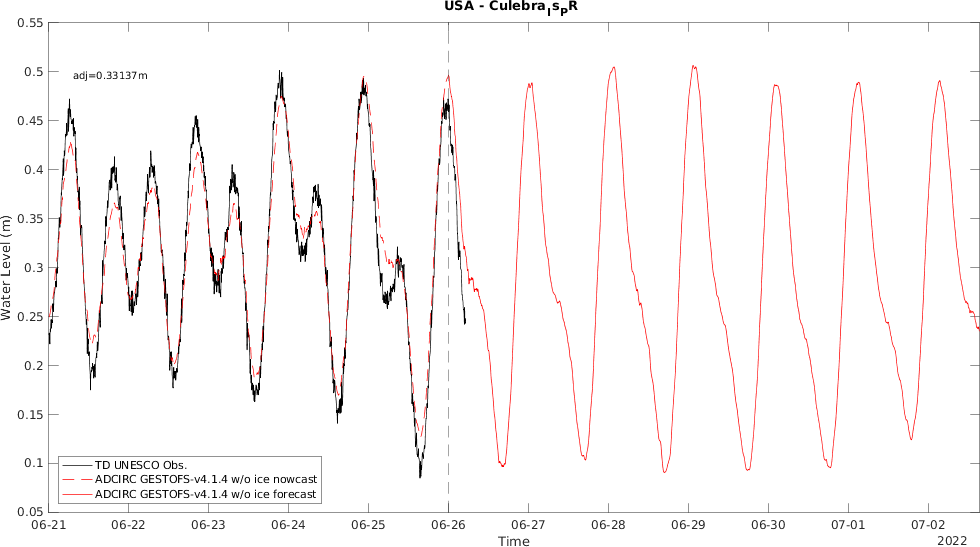 USA - CulebraIsPR
0.55
0.5
0.45
0.4
0.35
0.3
0.25
0.2
0.15
0.1
0.05
Water Level (m)
adj=0.33137m
TD UNESCO Obs.
ADCIRC GESTOFS-v4.1.4 w/o ice nowcast
ADCIRC GESTOFS-v4.1.4 w/o ice forecast
06-21 06-22 06-23 06-24 06-25 06-26 06-27 06-28 06-29 06-30 07-01 07-02
Time
2022